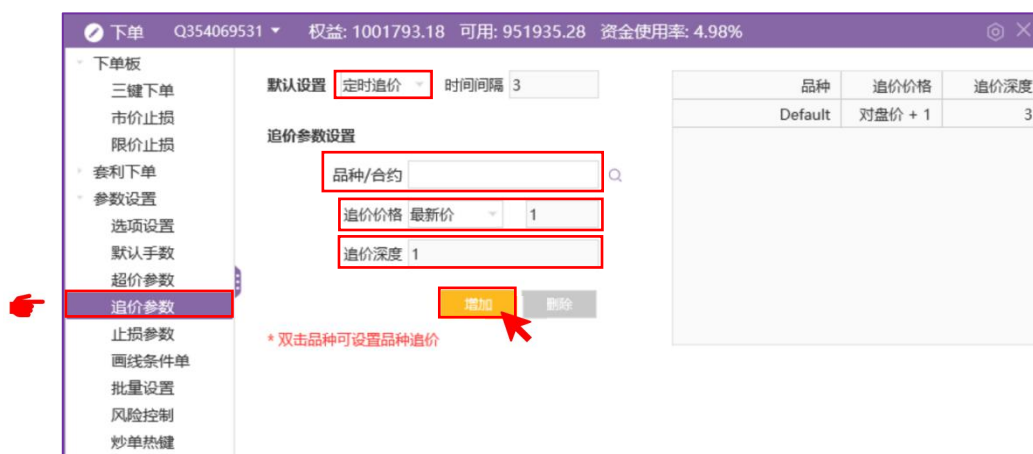 下单 Q354069531 权益: 1001793.18 可用: 951935.28 资金使用率: 4.98%
下单板
三键下单
市价止损
限价止损
套利下单
参数设置
选项设置
默认手数
超价参数
追价参数
止损参数
画线条件单
批量设置
风险控制
炒单热键
默认设置 定时追价 时间间隔 3
追价参数设置
品种/合约
追价价格 最新价 1
追价深度 1
增加 删除
* 双击品种可设置品种追价
品种 追价价格 追价深度
Default 对盘价 + 1 3